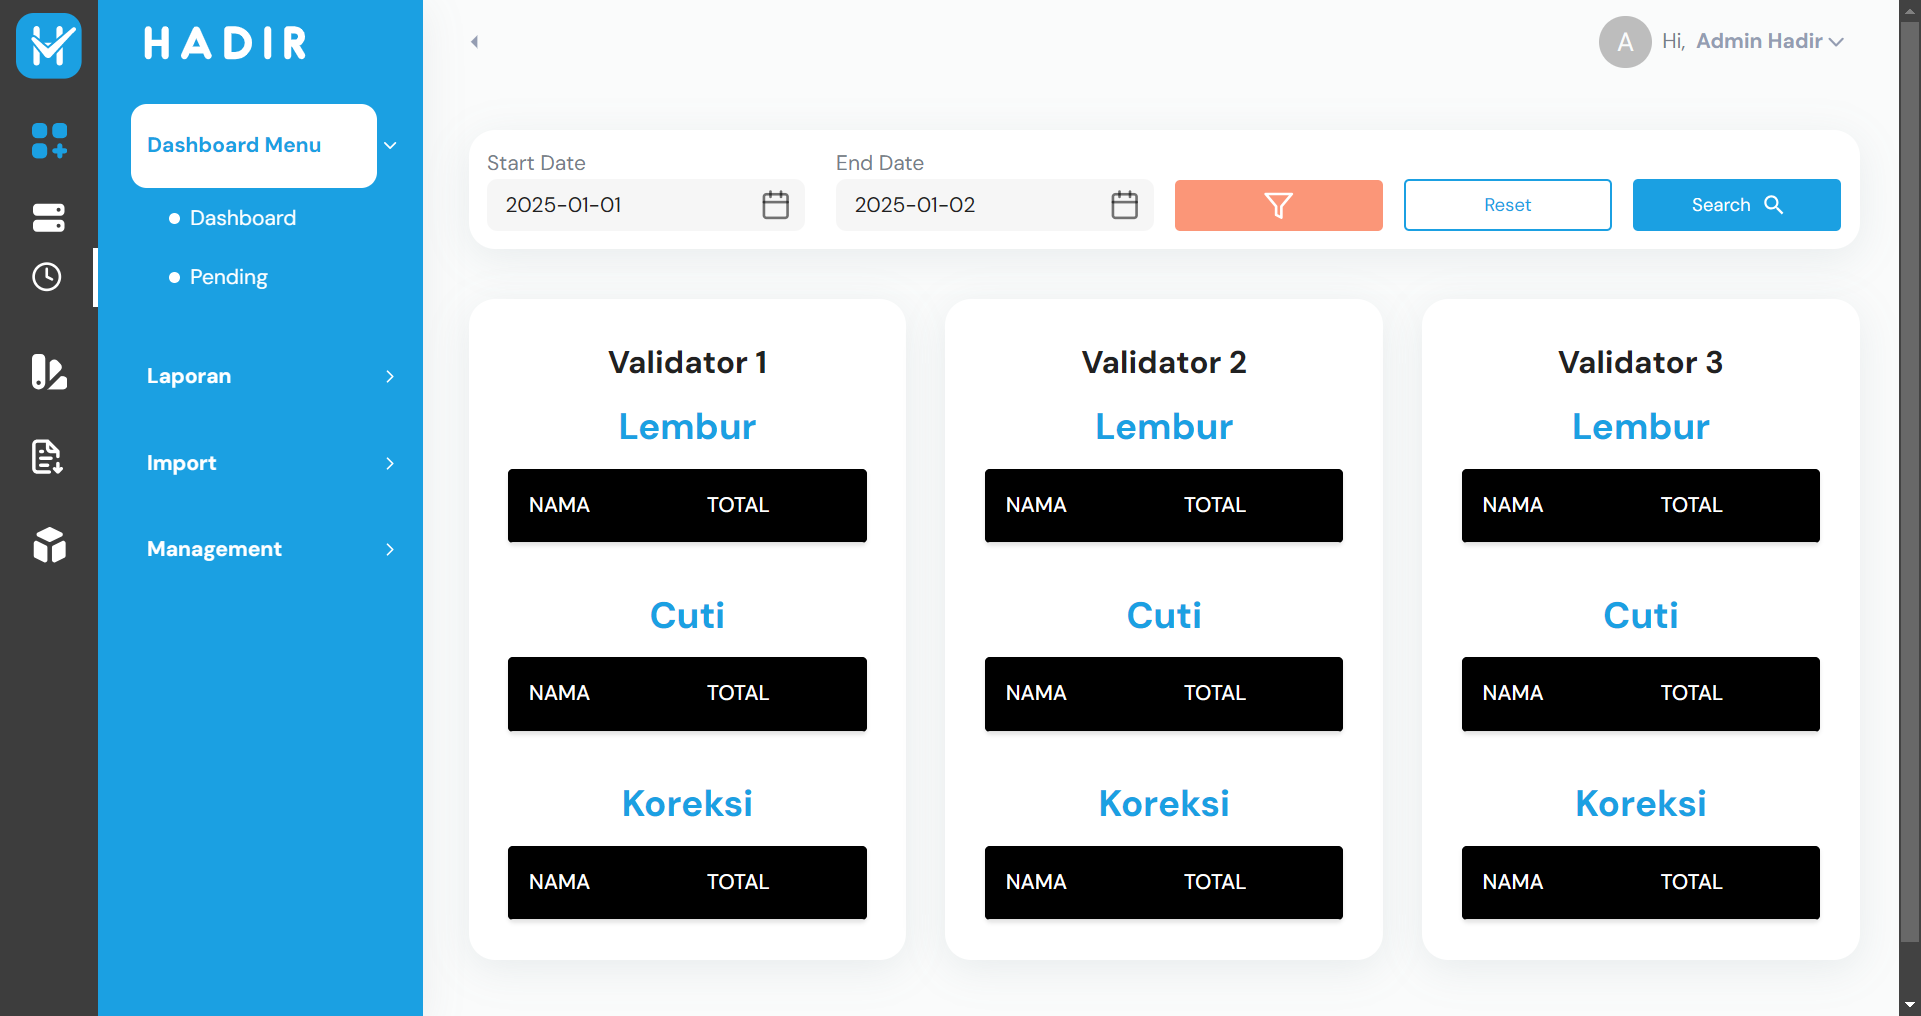 HADIR
Hi, Admin Hadir
A
Dashboard Menu
Dashboard
Pending
Laporan
Import
Management
Start Date
2025-01-01
End Date
2025-01-02
Reset
Search
Validator 1
Lembur
NAMA TOTAL
Cuti
NAMA TOTAL
Koreksi
NAMA TOTAL
Validator 2
Lembur
NAMA TOTAL
Cuti
NAMA TOTAL
Koreksi
NAMA TOTAL
Validator 3
Lembur
NAMA TOTAL
Cuti
NAMA TOTAL
Koreksi
NAMA TOTAL